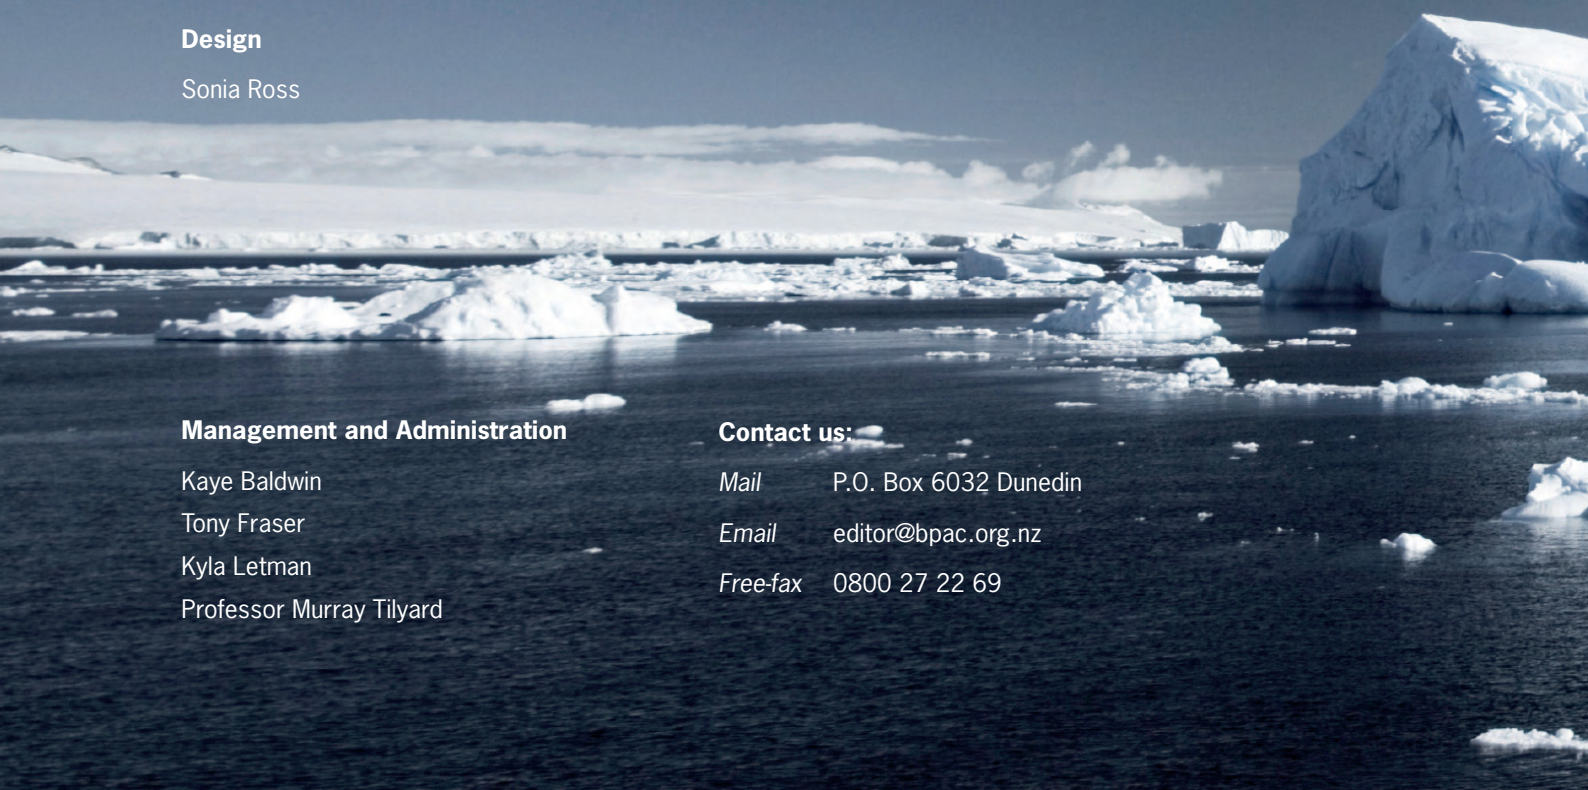 Design
Sonia Ross
Management and Administration
Kaye Baldwin
Tony Fraser
Kyla Letman
Professor Murray Tilyard
Contact us:
Mail P.O. Box 6032 Dunedin
Email editor@bpac.org.nz
Free-fax 0800 27 22 69